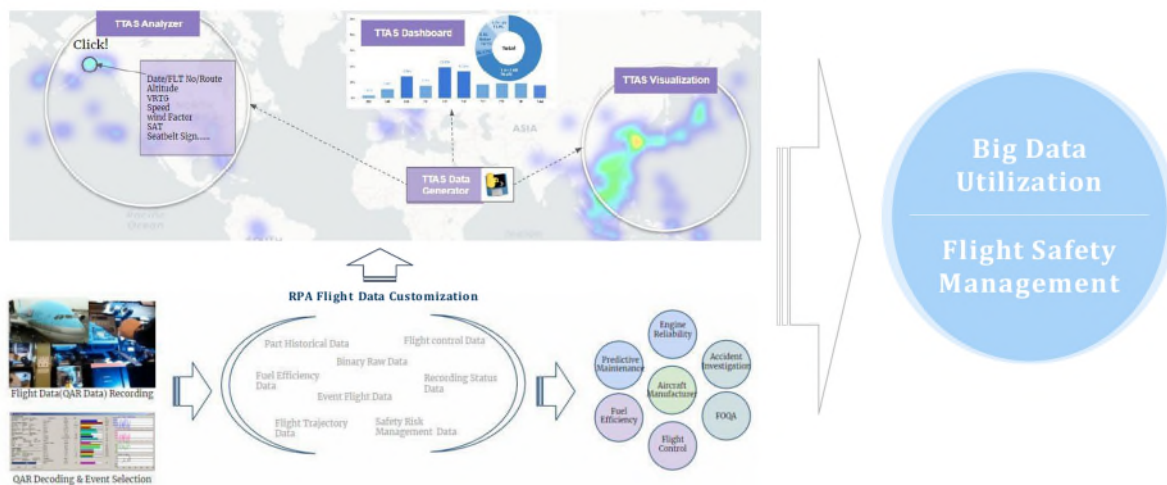 TTAS Analyzer
Click!
Date/FLT No/Route
Altitude
VRTG
Speed
wind Factor
SAT
Seatbelt Sign......
TTAS Dashboard
Total
TTAS Visualization
ASIA
TTAS Data
Generator
Pacific
Ocean
SOUTH
Big Data
Utilization
Flight Safety
Management
RPA Flight Data Customization
Flight Data(QAR Data) Recording
QAR Decoding & Event Selection
Part Historical Data
Flight control Data
Binary Raw Data
Fuel Efficiency
Data
Recording Status
Data
Event Flight Data
Flight Trajectory
Data
Safety Risk
Management Data
Engine
Reliability
Predictive
Maintenance
Accident
Investigation
Aircraft
Manufacturer
Fuel
Efficiency
FOQA
Flight
Control